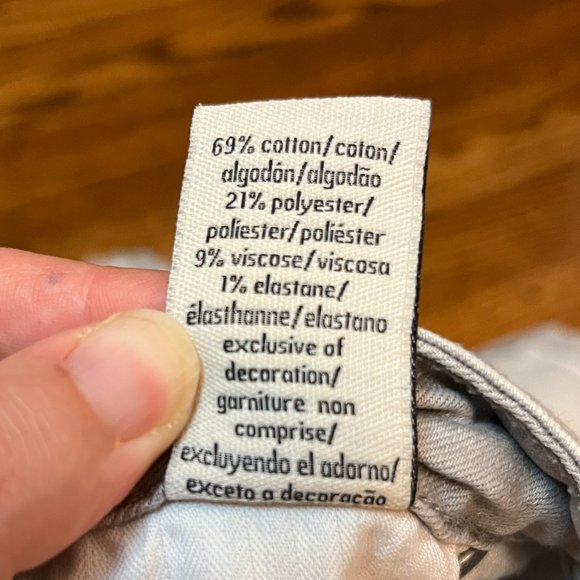 69% cotton/coton/
algodón/algodão
21% polyester/
poliester/poliéster
9% viscose/viscosa
1% elastane/
élasthanne/elastano
exclusive of
decoration/
garniture non
comprise/
excluyendo el adorno/
exceto a decoração